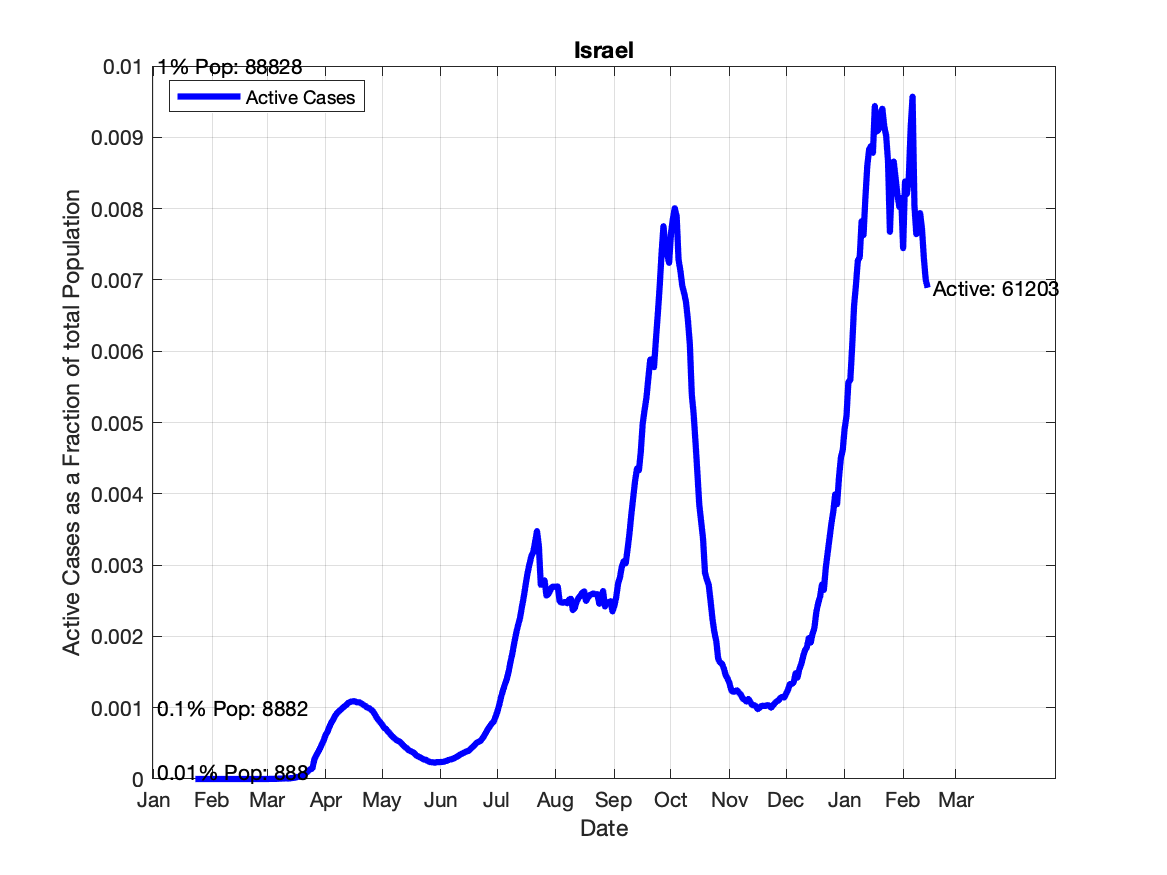 Israel
0.01
1% Pop: 88828
Active Cases
0.009
0.008
0.007
Active: 61203
0.006
0.005
0.004
0.003
0.002
0.001
0.1% Pop: 8882
0
0.01% Pop: 888
Active Cases as a Fraction of total Population
Jan Feb Mar Apr May Jun Jul Aug Sep Oct Nov Dec Jan Feb Mar
Date